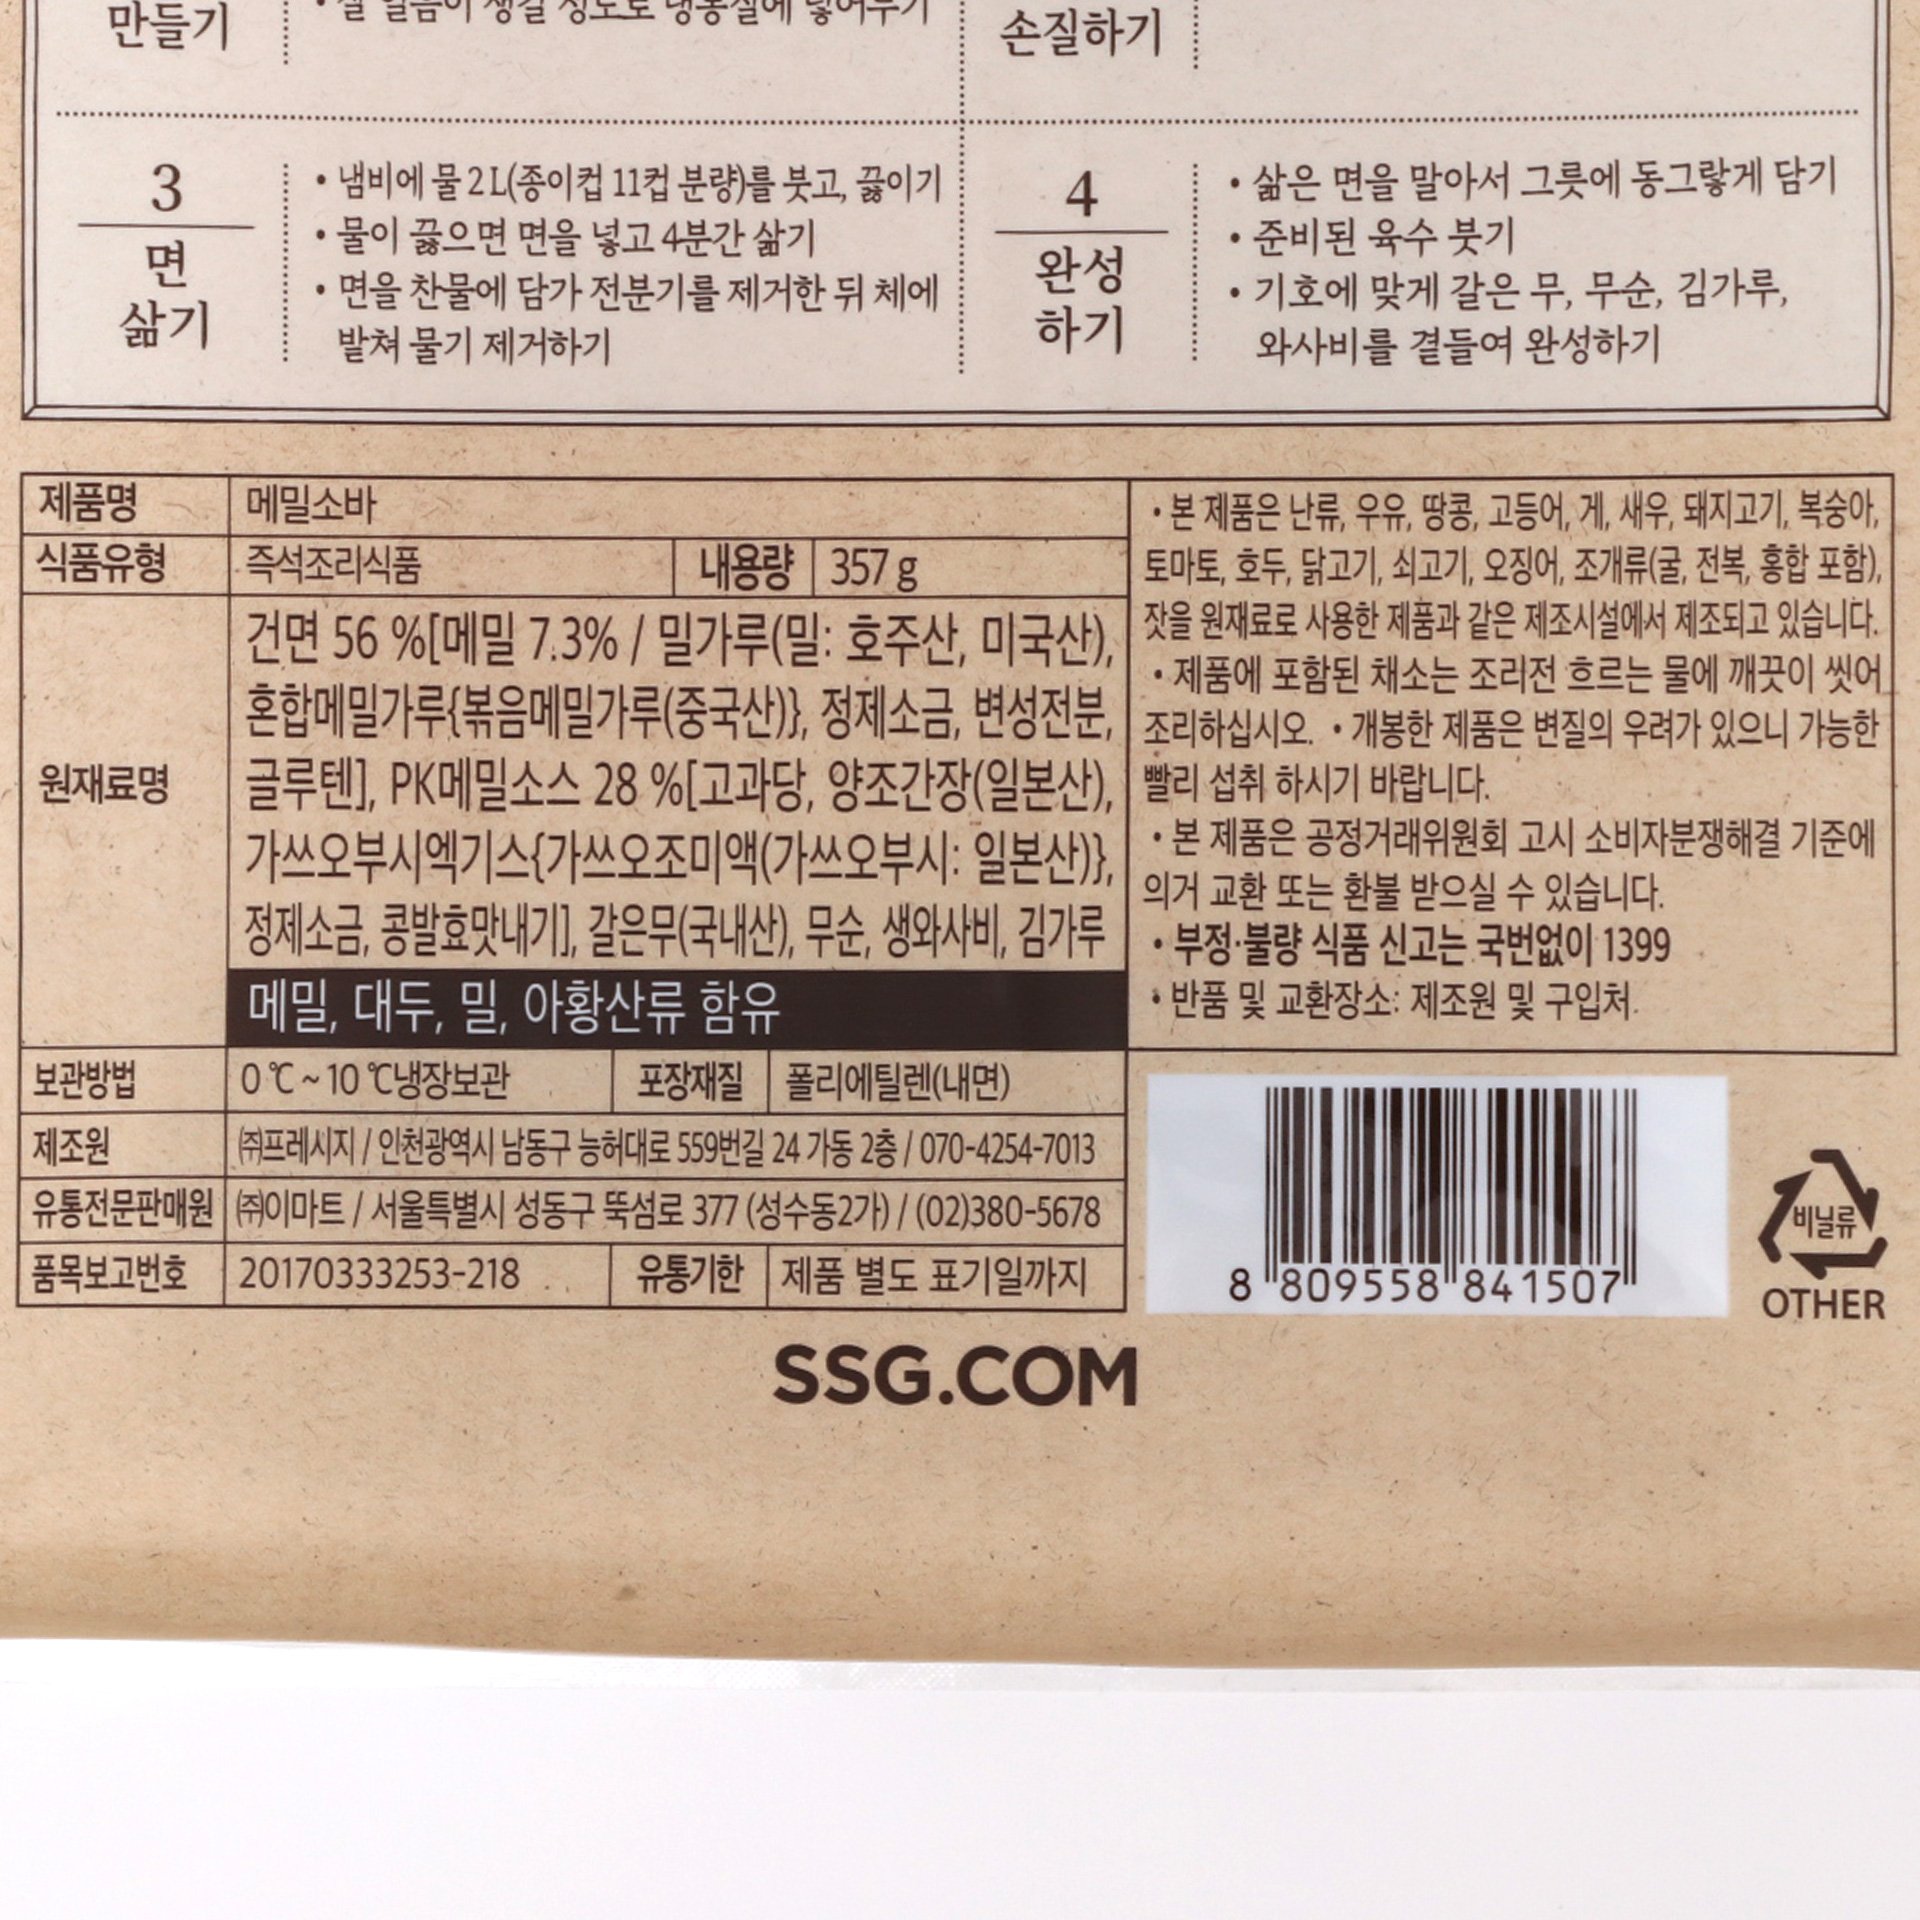 만들기
손질하기
3
면
삶기
• 냄비에 물 2 L(종이컵 11컵 분량)를 붓고, 끓이기
• 물이 끓으면 면을 넣고 4분간 삶기
• 면을 찬물에 담가 전분기를 제거한 뒤 체에
발쳐 물기 제거하기
4
완성
하기
• 삶은 면을 말아서 그릇에 동그랗게 담기
• 준비된 육수 붓기
• 기호에 맞게 갈은 무, 무순, 김가루,
와사비를 곁들여 완성하기
제품명 메밀소바
식품유형 즉석조리식품 내용량 357 g
원재료명
건면 56 %[메밀 7.3% / 밀가루(밀: 호주산, 미국산),
혼합메밀가루{볶음메밀가루(중국산)}, 정제소금, 변성전분,
글루텐], PK메밀소스 28 %[고과당, 양조간장(일본산),
가쓰오부시엑기스{가쓰오조미액(가쓰오부시: 일본산)},
정제소금, 콩발효맛내기], 갈은무(국내산), 무순, 생와사비, 김가루
메밀, 대두, 밀, 아황산류 함유
보관방법 0 ℃ ~ 10 ℃냉장보관 포장재질 폴리에틸렌(내면)
제조원 ㈜프레시지 / 인천광역시 남동구 능허대로 559번길 24 가동 2층 / 070-4254-7013
유통전문판매원 ㈜이마트 / 서울특별시 성동구 뚝섬로 377 (성수동2가) / (02)380-5678
품목보고번호 20170333253-218 유통기한 제품 별도 표기일까지
• 본 제품은 난류, 우유, 땅콩, 고등어, 게, 새우, 돼지고기, 복숭아,
토마토, 호두, 닭고기, 쇠고기, 오징어, 조개류(굴, 전복, 홍합 포함),
잣을 원재료로 사용한 제품과 같은 제조시설에서 제조되고 있습니다.
• 제품에 포함된 채소는 조리전 흐르는 물에 깨끗이 씻어
조리하십시오. • 개봉한 제품은 변질의 우려가 있으니 가능한
빨리 섭취 하시기 바랍니다.
• 본 제품은 공정거래위원회 고시 소비자분쟁해결 기준에
의거 교환 또는 환불 받으실 수 있습니다.
• 부정·불량 식품 신고는 국번없이 1399
• 반품 및 교환장소: 제조원 및 구입처.
8 809558 841507
비닐류
OTHER
SSG.COM